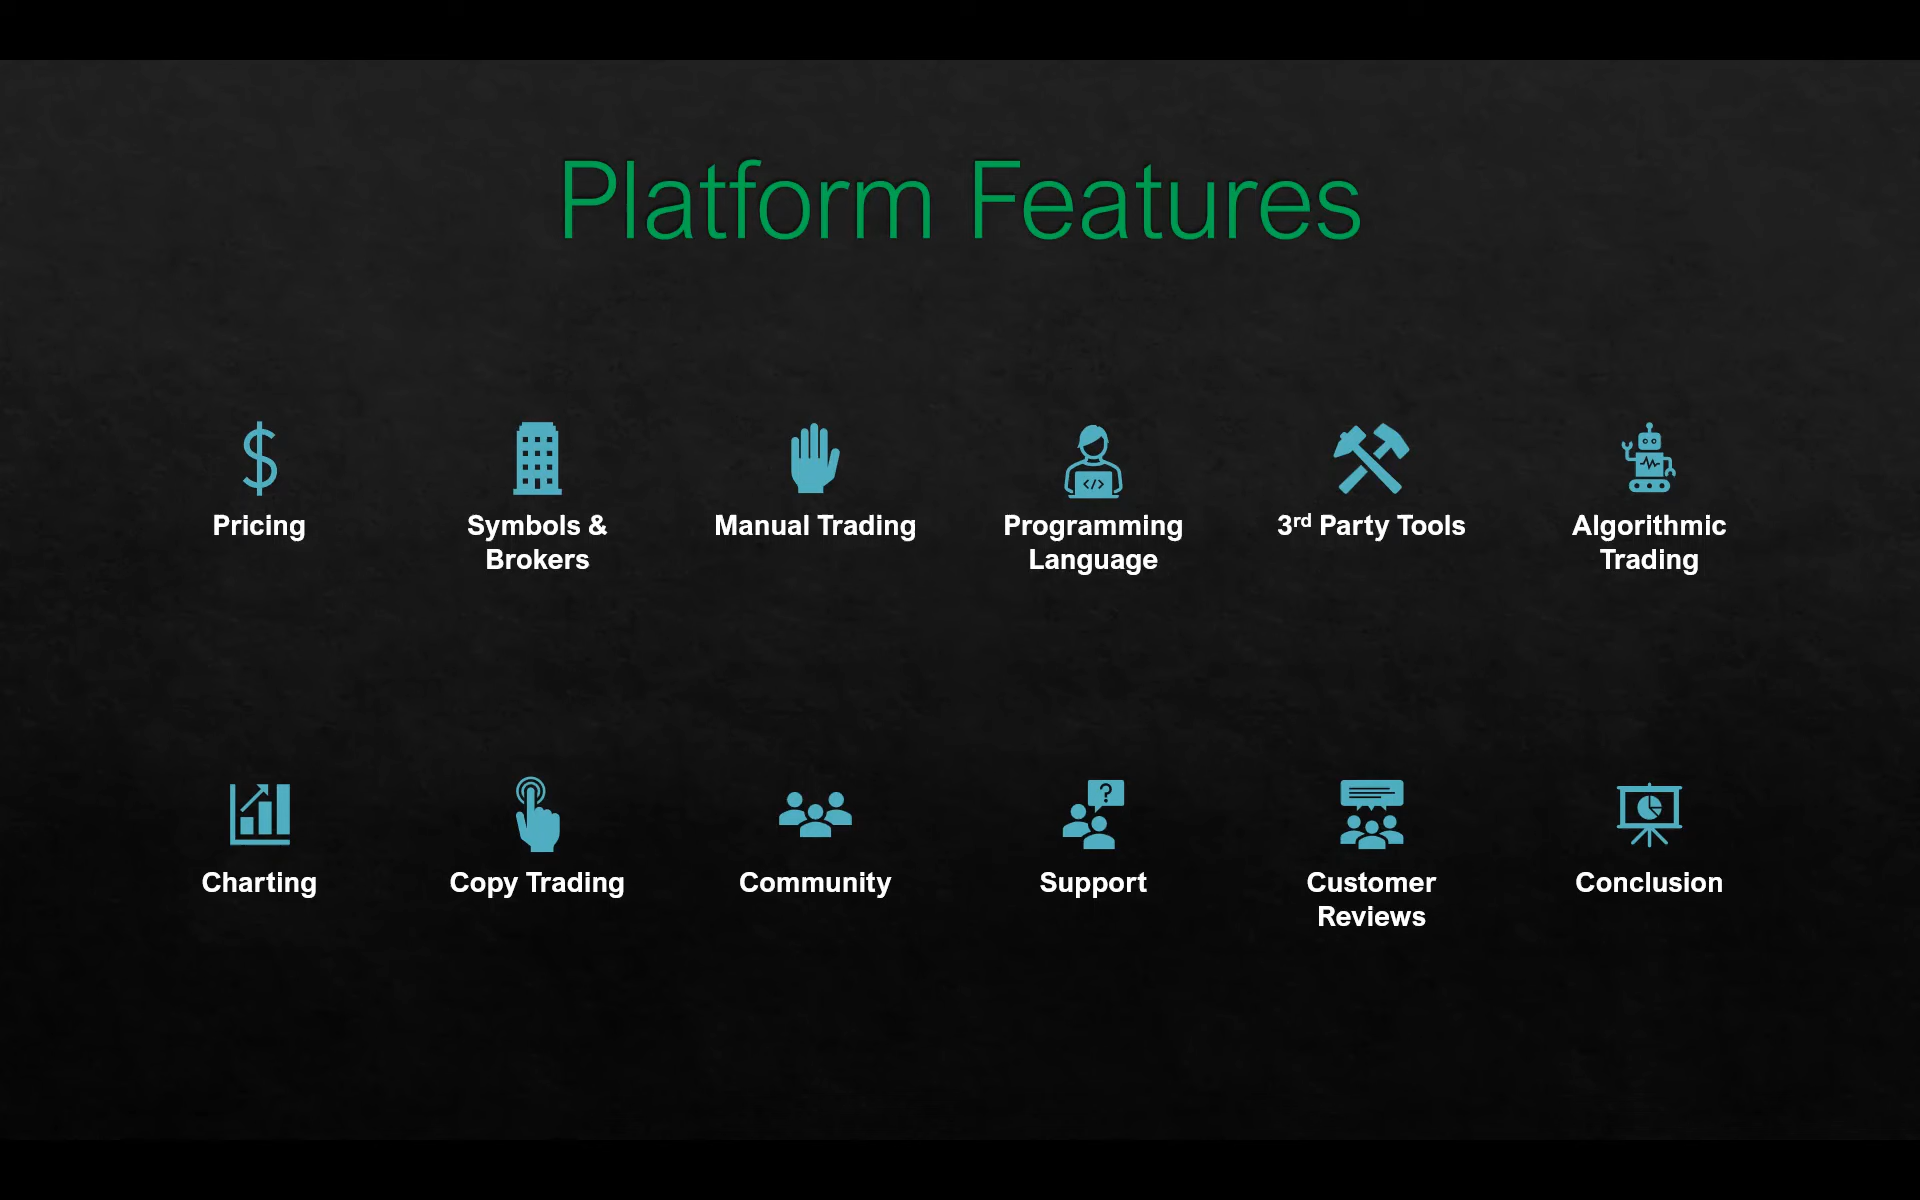 Platform Features
Pricing
Symbols &
Brokers
Manual Trading
Programming
Language
3rd Party Tools
Algorithmic
Trading
Charting
Copy Trading
Community
Support
Customer
Reviews
Conclusion